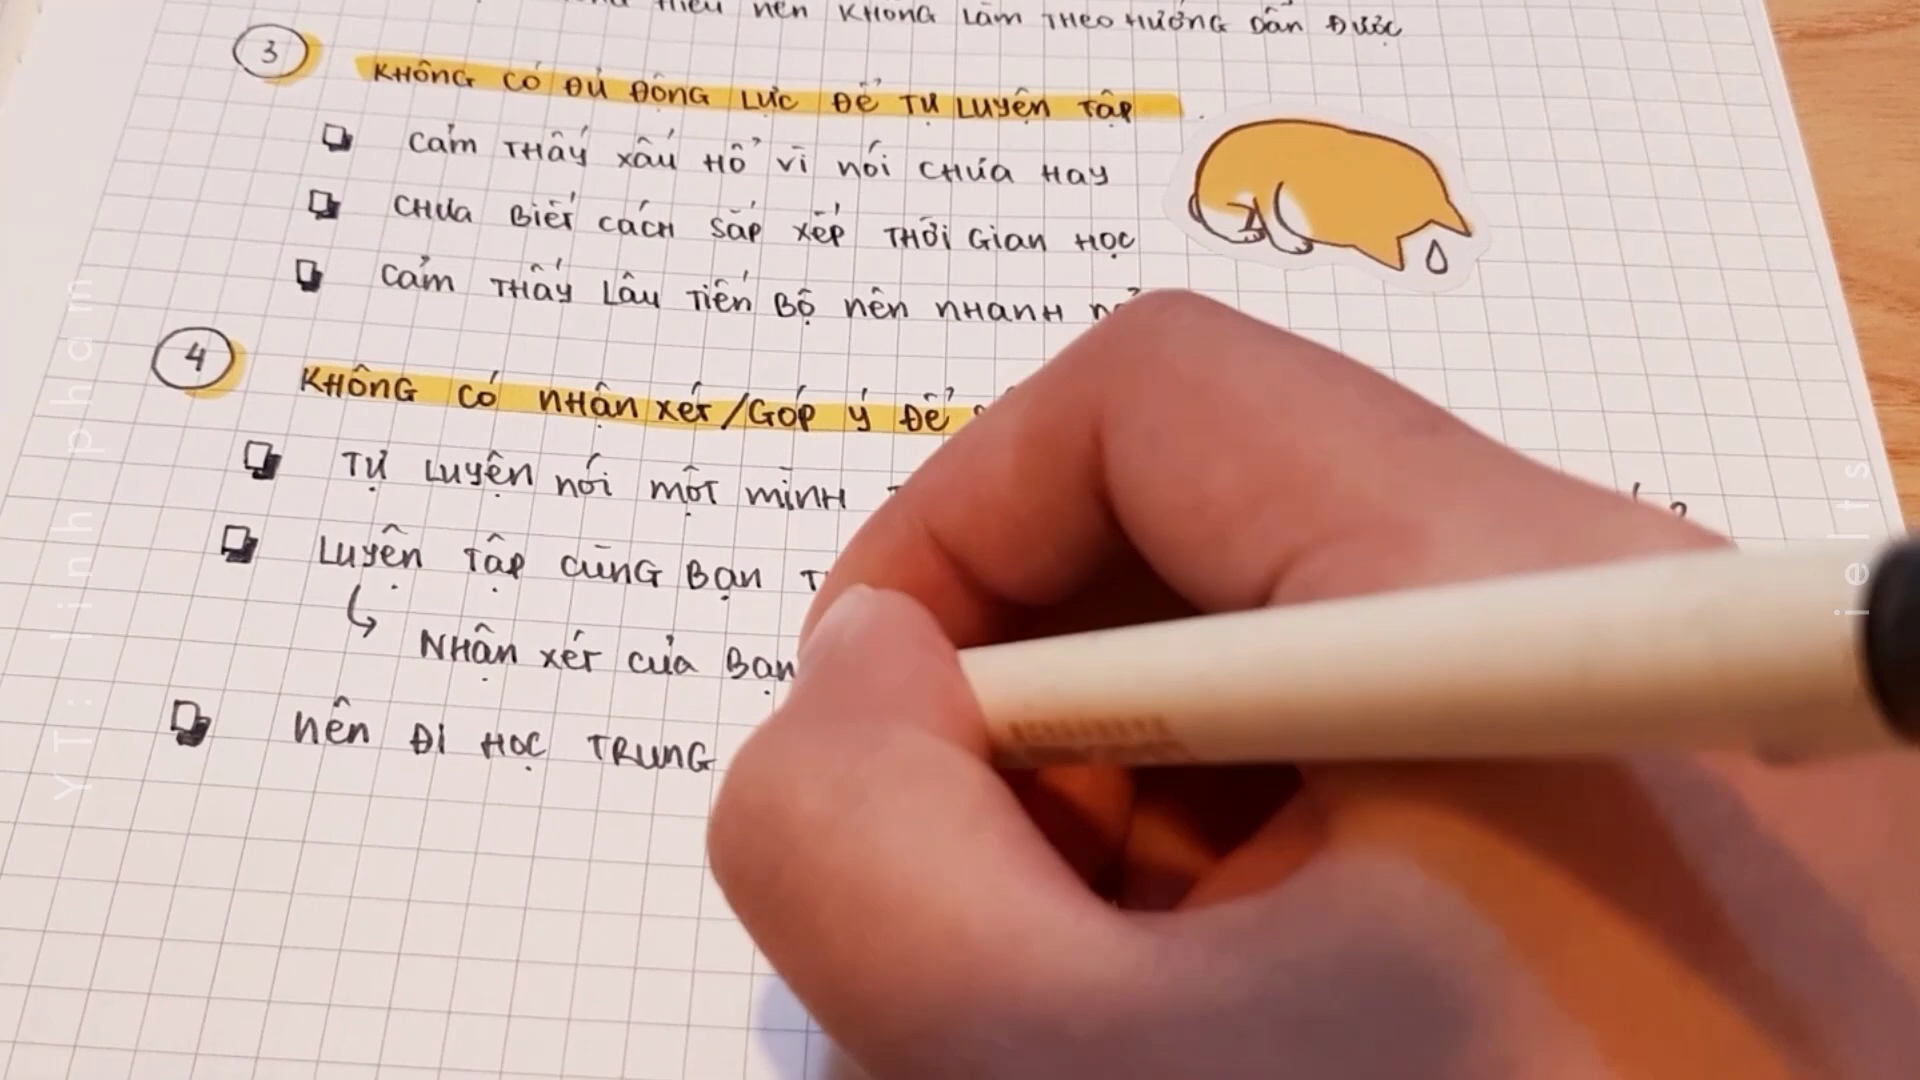 nên KHÔNG Làm THEO HƯỚNG Dẫn ĐƯỢC
3 KHÔNG CÓ ĐỦ ĐỘNG LỰC ĐỂ TỰ LUYỆN TẬP
Cảm THẤY XẤU HỔ vì nói CHƯA Hay
CHƯA BIẾT CÁCH SẮP XẾP THỜI Gian HỌC
Cảm THẤY Lâu TIẾN BỘ nên nHanH
4 KHÔNG CÓ nHận xét/GÓP ý ĐỂ
TỰ LUYỆN nói mộT mình
LUYỆN TẬP cùng Bạn
NHận xét của Bạn
nên ĐI HỌC TRUNG
YT: linh pham
ielts